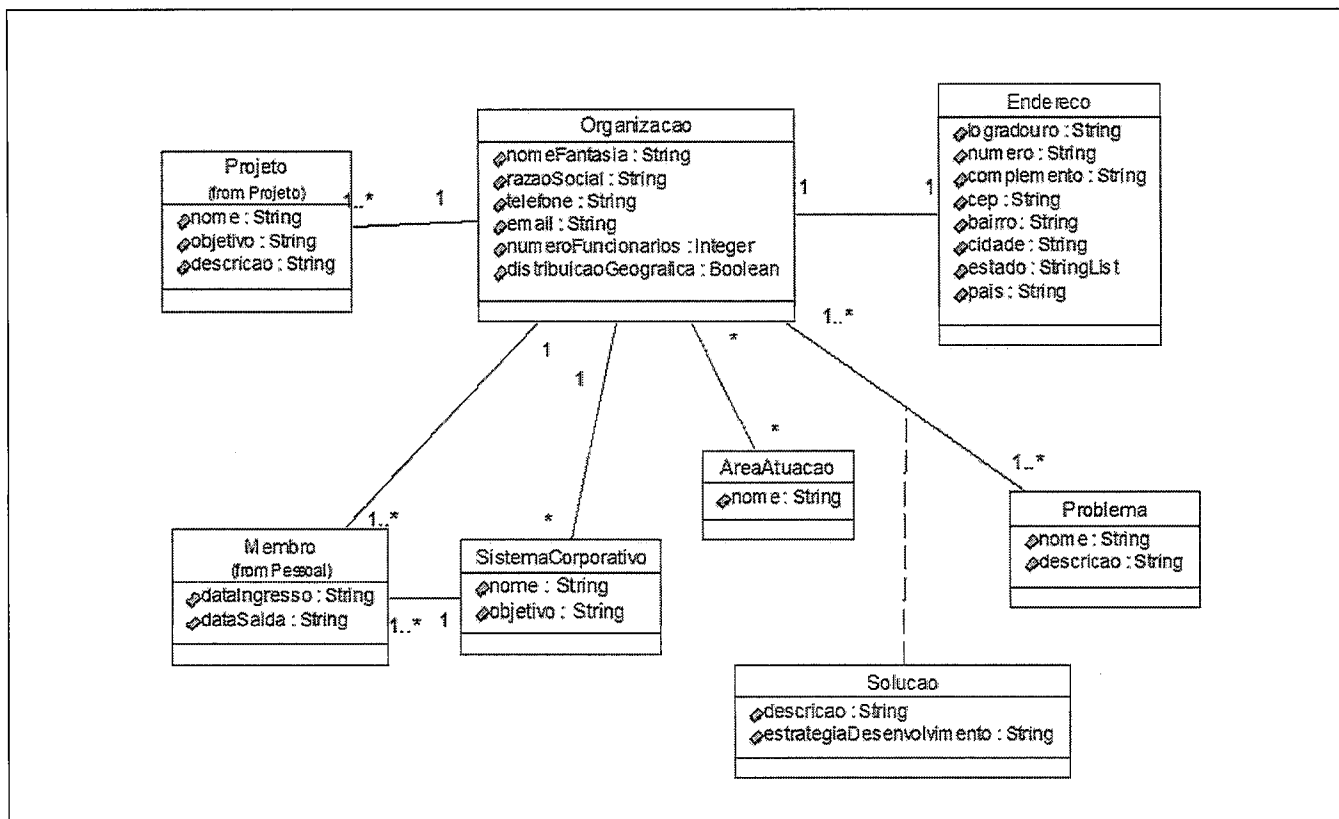 Projeto
(from Projeto)
nome : String
objetivo : String
descricao : String
1..*
1
Organizacao
nomeFantasia : String
razaoSocial : String
telefone : String
email : String
numeroFuncionarios : Integer
distribuicaoGeografica : Boolean
1
1
Endereco
logradouro : String
numero : String
complemento : String
cep : String
bairro : String
cidade : String
estado : StringList
pais : String
1
1
*
1..*
1..*
*
*
1..*
Membro
(from Pessoal)
dataIngresso : String
dataSaida : String
1..*
1
SistemaCorporativo
nome : String
objetivo : String
AreaAtuacao
nome : String
Problema
nome : String
descricao : String
Solucao
descricao : String
estrategiaDesenvolvimento : String